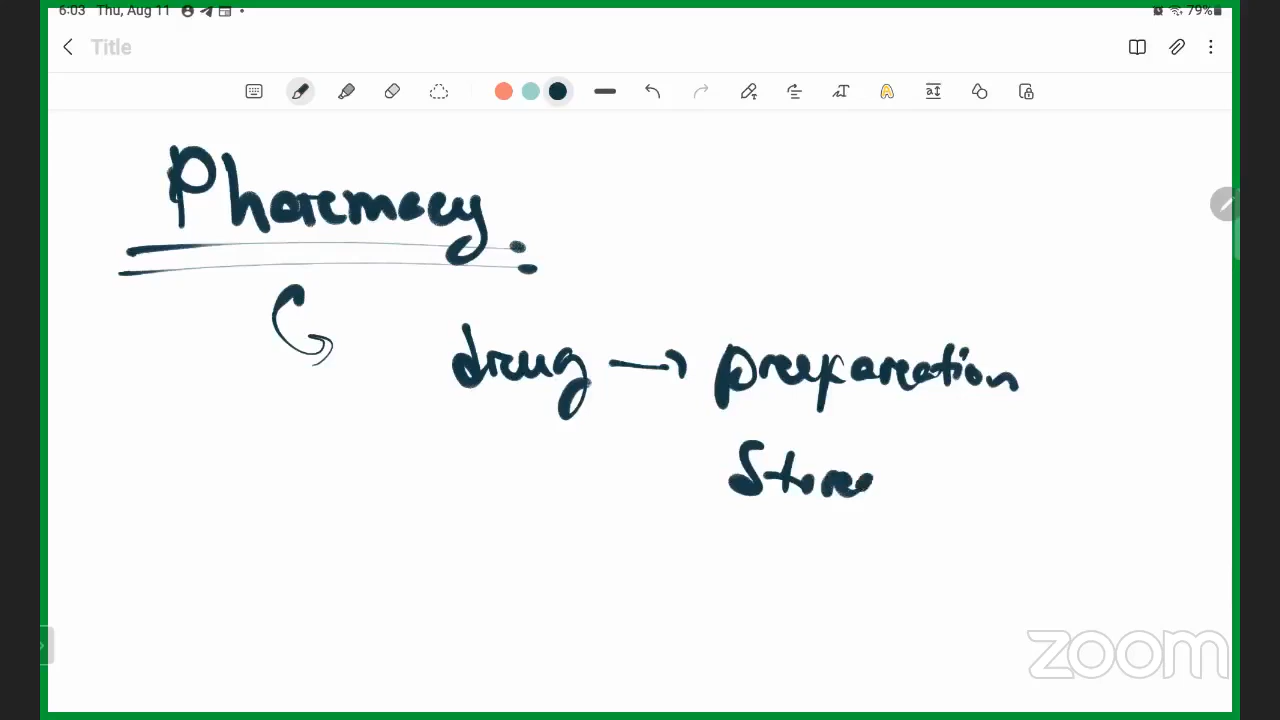 6:03 Thu, Aug 11 79%
Title
Pharmacy
drug → preparation
Store
zoom